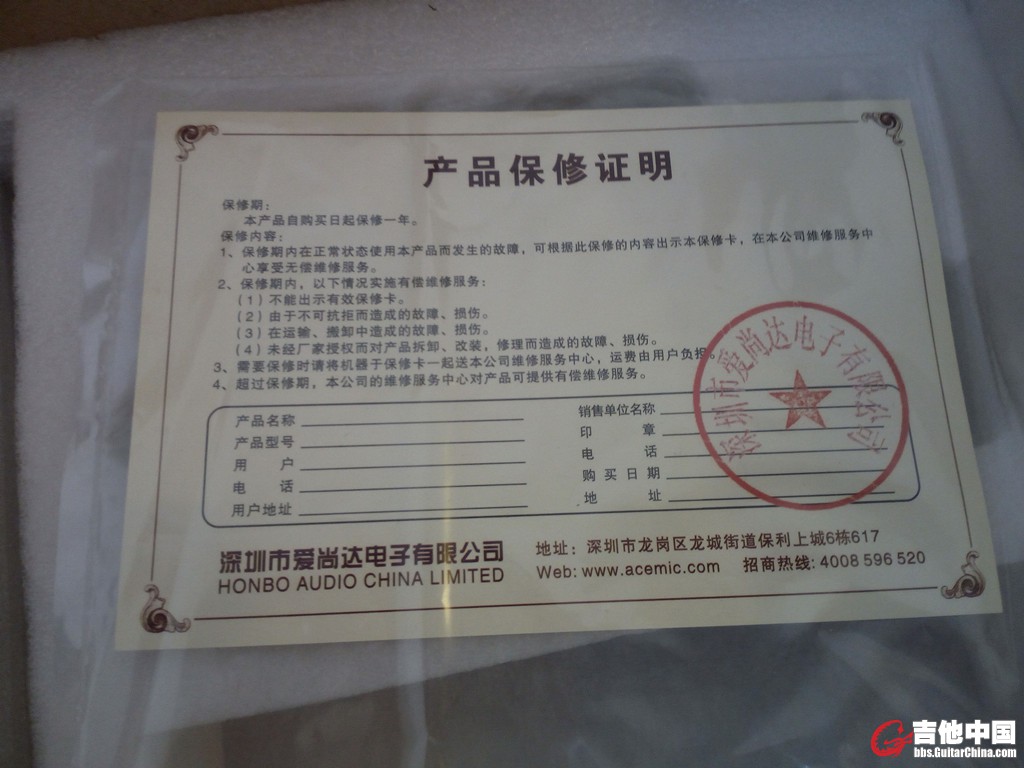 产品保修证明
保修期：
本产品自购买日起保修一年。
保修内容：
1、保修期内在正常状态使用本产品而发生的故障，可根据此保修的内容出示本保修卡，在本公司维修服务中
心享受无偿维修服务。
2、保修期内，以下情况实施有偿维修服务：
（1）不能出示有效保修卡。
（2）由于不可抗拒而造成的故障、损伤。
（3）在运输、搬卸中造成的故障、损伤。
（4）未经厂家授权而对产品拆卸、改装，修理而造成的故障、损伤。
3、需要保修时请将机器于保修卡一起送本公司维修服务中心，运费由用户负担。
4、超过保修期，本公司的维修服务中心对产品可提供有偿维修服务。
产品名称
产品型号
用户
电话
用户地址
销售单位名称
印章
电话
购买日期
地址
深圳市爱尚达电子有限公司
深圳市爱尚达电子有限公司
HONBO AUDIO CHINA LIMITED
地址：深圳市龙岗区龙城街道保利上城6栋617
Web: www.acemic.com 招商热线: 4008 596 520
吉他中国
bbs.GuitarChina.com